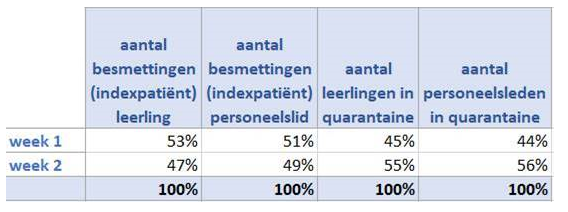 aantal besmettingen (indexpatiënt) leerling
aantal besmettingen (indexpatiënt) personeelslid
aantal leerlingen in quarantaine
aantal personeelsleden in quarantaine
week 1 53% 51% 45% 44%
week 2 47% 49% 55% 56%
100% 100% 100% 100%